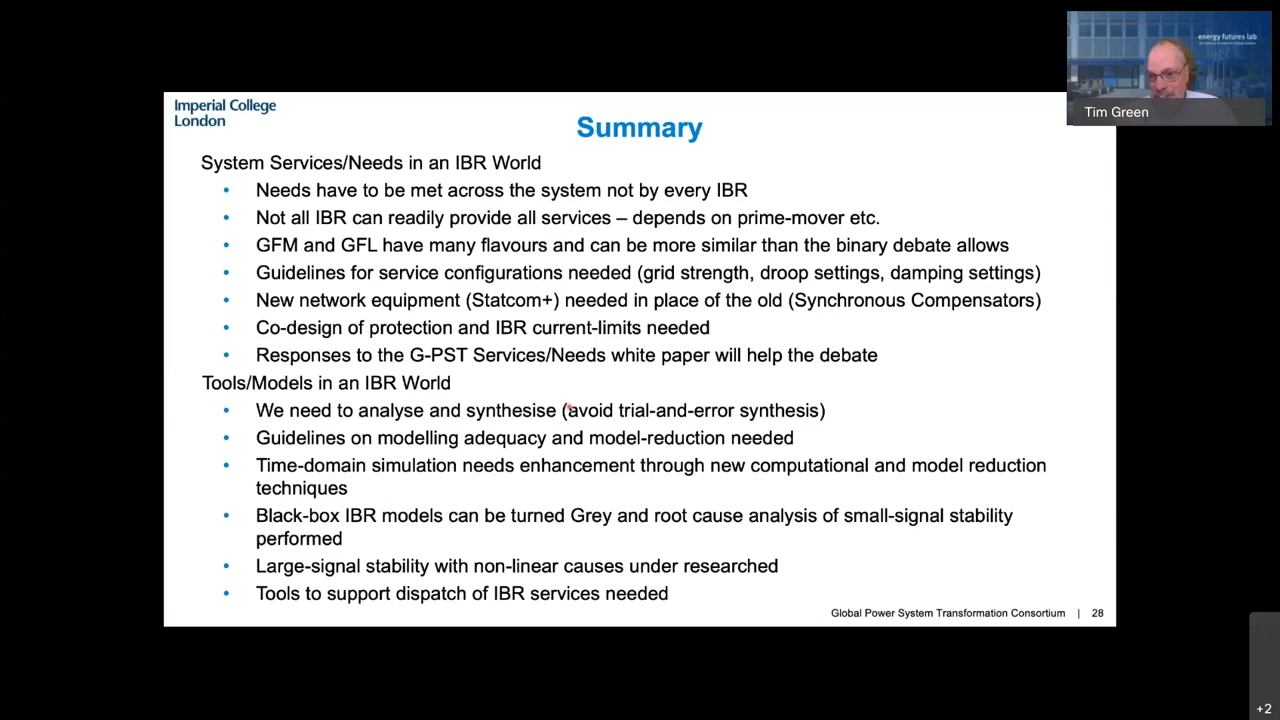 energy futures lab
Tim Green
Imperial College
London
Summary
System Services/Needs in an IBR World
• Needs have to be met across the system not by every IBR
• Not all IBR can readily provide all services – depends on prime-mover etc.
• GFM and GFL have many flavours and can be more similar than the binary debate allows
• Guidelines for service configurations needed (grid strength, droop settings, damping settings)
• New network equipment (Statcom+) needed in place of the old (Synchronous Compensators)
• Co-design of protection and IBR current-limits needed
• Responses to the G-PST Services/Needs white paper will help the debate
Tools/Models in an IBR World
• We need to analyse and synthesise (avoid trial-and-error synthesis)
• Guidelines on modelling adequacy and model-reduction needed
• Time-domain simulation needs enhancement through new computational and model reduction
techniques
• Black-box IBR models can be turned Grey and root cause analysis of small-signal stability
performed
• Large-signal stability with non-linear causes under researched
• Tools to support dispatch of IBR services needed
Global Power System Transformation Consortium | 28
+2